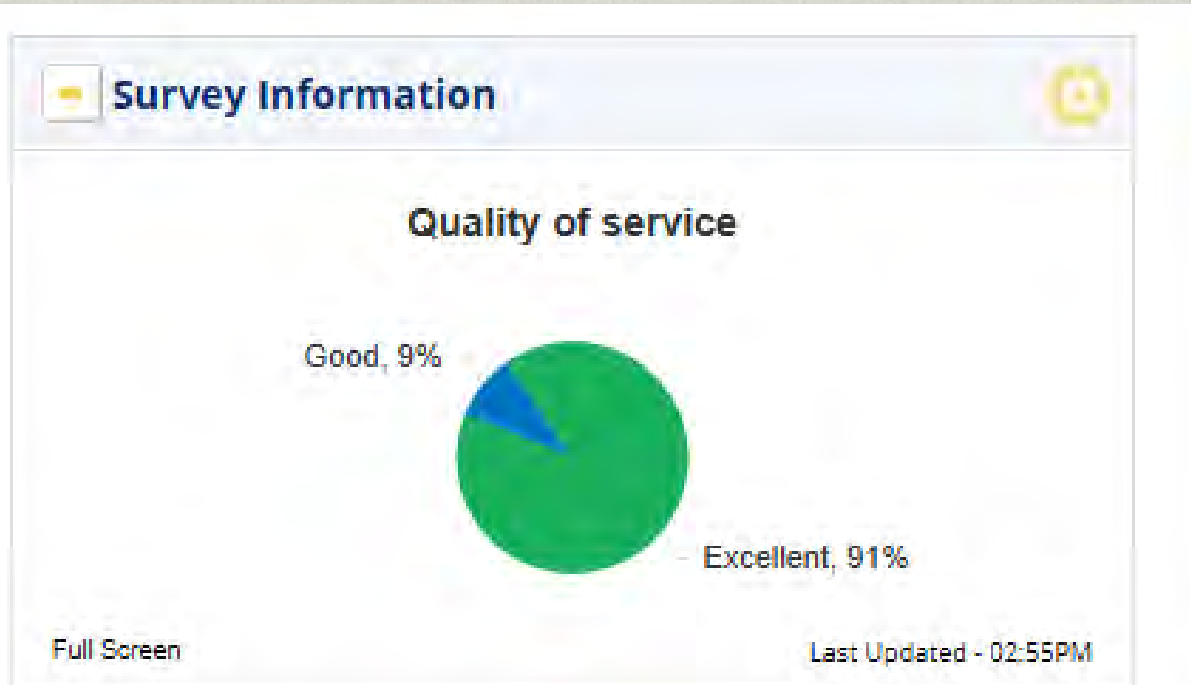 Survey Information
Quality of service
Good, 9%
Excellent, 91%
Full Screen
Last Updated - 02:55PM